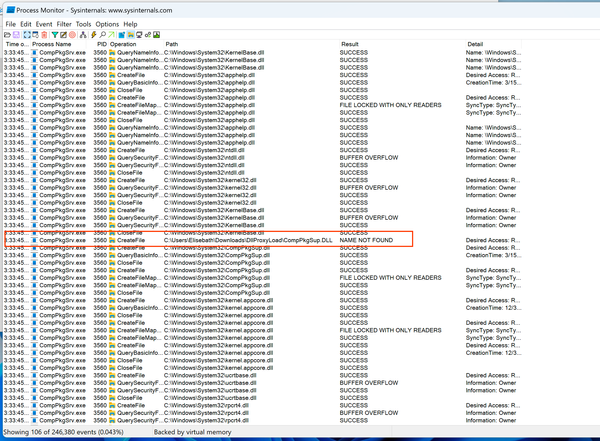 Process Monitor - Sysinternals: www.sysinternals.com
File Edit Event Filter Tools Options Help
Time o... Process Name PID Operation Path Result Detail
3:33:45... CompPkgSrv.exe 3560 QueryNameInfo... C:\Windows\System32\KernelBase.dll SUCCESS Name: \Windows\S...
3:33:45... CompPkgSrv.exe 3560 QueryNameInfo... C:\Windows\System32\KernelBase.dll SUCCESS Name: \Windows\S...
3:33:45... CompPkgSrv.exe 3560 QueryNameInfo... C:\Windows\System32\KernelBase.dll SUCCESS Name: \Windows\S...
3:33:45... CompPkgSrv.exe 3560 CreateFile C:\Windows\System32\apphelp.dll SUCCESS Desired Access: R...
3:33:45... CompPkgSrv.exe 3560 QueryBasicInfo... C:\Windows\System32\apphelp.dll SUCCESS CreationTime: 3/15...
3:33:45... CompPkgSrv.exe 3560 CloseFile C:\Windows\System32\apphelp.dll SUCCESS
3:33:45... CompPkgSrv.exe 3560 CreateFile C:\Windows\System32\apphelp.dll SUCCESS Desired Access: R...
3:33:45... CompPkgSrv.exe 3560 CreateFileMap... C:\Windows\System32\apphelp.dll FILE LOCKED WITH ONLY READERS SyncType: SyncTy...
3:33:45... CompPkgSrv.exe 3560 CreateFileMap... C:\Windows\System32\apphelp.dll SUCCESS SyncType: SyncTy...
3:33:45... CompPkgSrv.exe 3560 CloseFile C:\Windows\System32\apphelp.dll SUCCESS
3:33:45... CompPkgSrv.exe 3560 QueryNameInfo... C:\Windows\System32\apphelp.dll SUCCESS Name: \Windows\S...
3:33:45... CompPkgSrv.exe 3560 QueryNameInfo... C:\Windows\System32\apphelp.dll SUCCESS Name: \Windows\S...
3:33:45... CompPkgSrv.exe 3560 QueryNameInfo... C:\Windows\System32\apphelp.dll SUCCESS Name: \Windows\S...
3:33:45... CompPkgSrv.exe 3560 CreateFile C:\Windows\System32\ntdll.dll SUCCESS Desired Access: R...
3:33:45... CompPkgSrv.exe 3560 QuerySecurityF... C:\Windows\System32\ntdll.dll BUFFER OVERFLOW Information: Owner
3:33:45... CompPkgSrv.exe 3560 QuerySecurityF... C:\Windows\System32\ntdll.dll SUCCESS Information: Owner
3:33:45... CompPkgSrv.exe 3560 CloseFile C:\Windows\System32\ntdll.dll SUCCESS
3:33:45... CompPkgSrv.exe 3560 CreateFile C:\Windows\System32\kernel32.dll SUCCESS Desired Access: R...
3:33:45... CompPkgSrv.exe 3560 QuerySecurityF... C:\Windows\System32\kernel32.dll BUFFER OVERFLOW Information: Owner
3:33:45... CompPkgSrv.exe 3560 QuerySecurityF... C:\Windows\System32\kernel32.dll SUCCESS Information: Owner
3:33:45... CompPkgSrv.exe 3560 CloseFile C:\Windows\System32\kernel32.dll SUCCESS
3:33:45... CompPkgSrv.exe 3560 CreateFile C:\Windows\System32\KernelBase.dll SUCCESS Desired Access: R...
3:33:45... CompPkgSrv.exe 3560 QuerySecurityF... C:\Windows\System32\KernelBase.dll BUFFER OVERFLOW Information: Owner
3:33:45... CompPkgSrv.exe 3560 QuerySecurityF... C:\Windows\System32\KernelBase.dll SUCCESS Information: Owner
3:33:45... CompPkgSrv.exe 3560 CloseFile C:\Windows\System32\KernelBase.dll SUCCESS
3:33:45... CompPkgSrv.exe 3560 CreateFile C:\Users\Elisebath\Downloads\DllProxyLoad\CompPkgSup.DLL NAME NOT FOUND Desired Access: R...
3:33:45... CompPkgSrv.exe 3560 CreateFile C:\Windows\System32\CompPkgSup.dll SUCCESS Desired Access: R...
3:33:45... CompPkgSrv.exe 3560 QueryBasicInfo... C:\Windows\System32\CompPkgSup.dll SUCCESS CreationTime: 3/15...
3:33:45... CompPkgSrv.exe 3560 CloseFile C:\Windows\System32\CompPkgSup.dll SUCCESS
3:33:45... CompPkgSrv.exe 3560 CreateFile C:\Windows\System32\CompPkgSup.dll SUCCESS Desired Access: R...
3:33:45... CompPkgSrv.exe 3560 CreateFileMap... C:\Windows\System32\CompPkgSup.dll FILE LOCKED WITH ONLY READERS SyncType: SyncTy...
3:33:45... CompPkgSrv.exe 3560 CreateFileMap... C:\Windows\System32\CompPkgSup.dll SUCCESS SyncType: SyncTy...
3:33:45... CompPkgSrv.exe 3560 CloseFile C:\Windows\System32\CompPkgSup.dll SUCCESS
3:33:45... CompPkgSrv.exe 3560 CreateFile C:\Windows\System32\kernel.appcore.dll SUCCESS Desired Access: R...
3:33:45... CompPkgSrv.exe 3560 QueryBasicInfo... C:\Windows\System32\kernel.appcore.dll SUCCESS CreationTime: 12/3...
3:33:45... CompPkgSrv.exe 3560 CloseFile C:\Windows\System32\kernel.appcore.dll SUCCESS
3:33:45... CompPkgSrv.exe 3560 CreateFile C:\Windows\System32\kernel.appcore.dll SUCCESS Desired Access: R...
3:33:45... CompPkgSrv.exe 3560 CreateFileMap... C:\Windows\System32\kernel.appcore.dll FILE LOCKED WITH ONLY READERS SyncType: SyncTy...
3:33:45... CompPkgSrv.exe 3560 CreateFileMap... C:\Windows\System32\kernel.appcore.dll SUCCESS SyncType: SyncTy...
3:33:45... CompPkgSrv.exe 3560 CreateFile C:\Windows\System32\kernel.appcore.dll SUCCESS Desired Access: R...
3:33:45... CompPkgSrv.exe 3560 QueryBasicInfo... C:\Windows\System32\kernel.appcore.dll SUCCESS CreationTime: 12/3...
3:33:45... CompPkgSrv.exe 3560 CloseFile C:\Windows\System32\kernel.appcore.dll SUCCESS
3:33:45... CompPkgSrv.exe 3560 CloseFile C:\Windows\System32\kernel.appcore.dll SUCCESS
3:33:45... CompPkgSrv.exe 3560 CreateFile C:\Windows\System32\ucrtbase.dll SUCCESS Desired Access: R...
3:33:45... CompPkgSrv.exe 3560 QuerySecurityF... C:\Windows\System32\ucrtbase.dll BUFFER OVERFLOW Information: Owner
3:33:45... CompPkgSrv.exe 3560 QuerySecurityF... C:\Windows\System32\ucrtbase.dll SUCCESS Information: Owner
3:33:45... CompPkgSrv.exe 3560 CloseFile C:\Windows\System32\ucrtbase.dll SUCCESS
3:33:45... CompPkgSrv.exe 3560 CreateFile C:\Windows\System32\rpcrt4.dll SUCCESS Desired Access: R...
3:33:45... CompPkgSrv.exe 3560 QuerySecurityF... C:\Windows\System32\rpcrt4.dll BUFFER OVERFLOW Information: Owner
3:33:45... CompPkgSrv.exe 3560 QuerySecurityF... C:\Windows\System32\rpcrt4.dll SUCCESS Information: Owner
Showing 106 of 246,380 events (0.043%) Backed by virtual memory